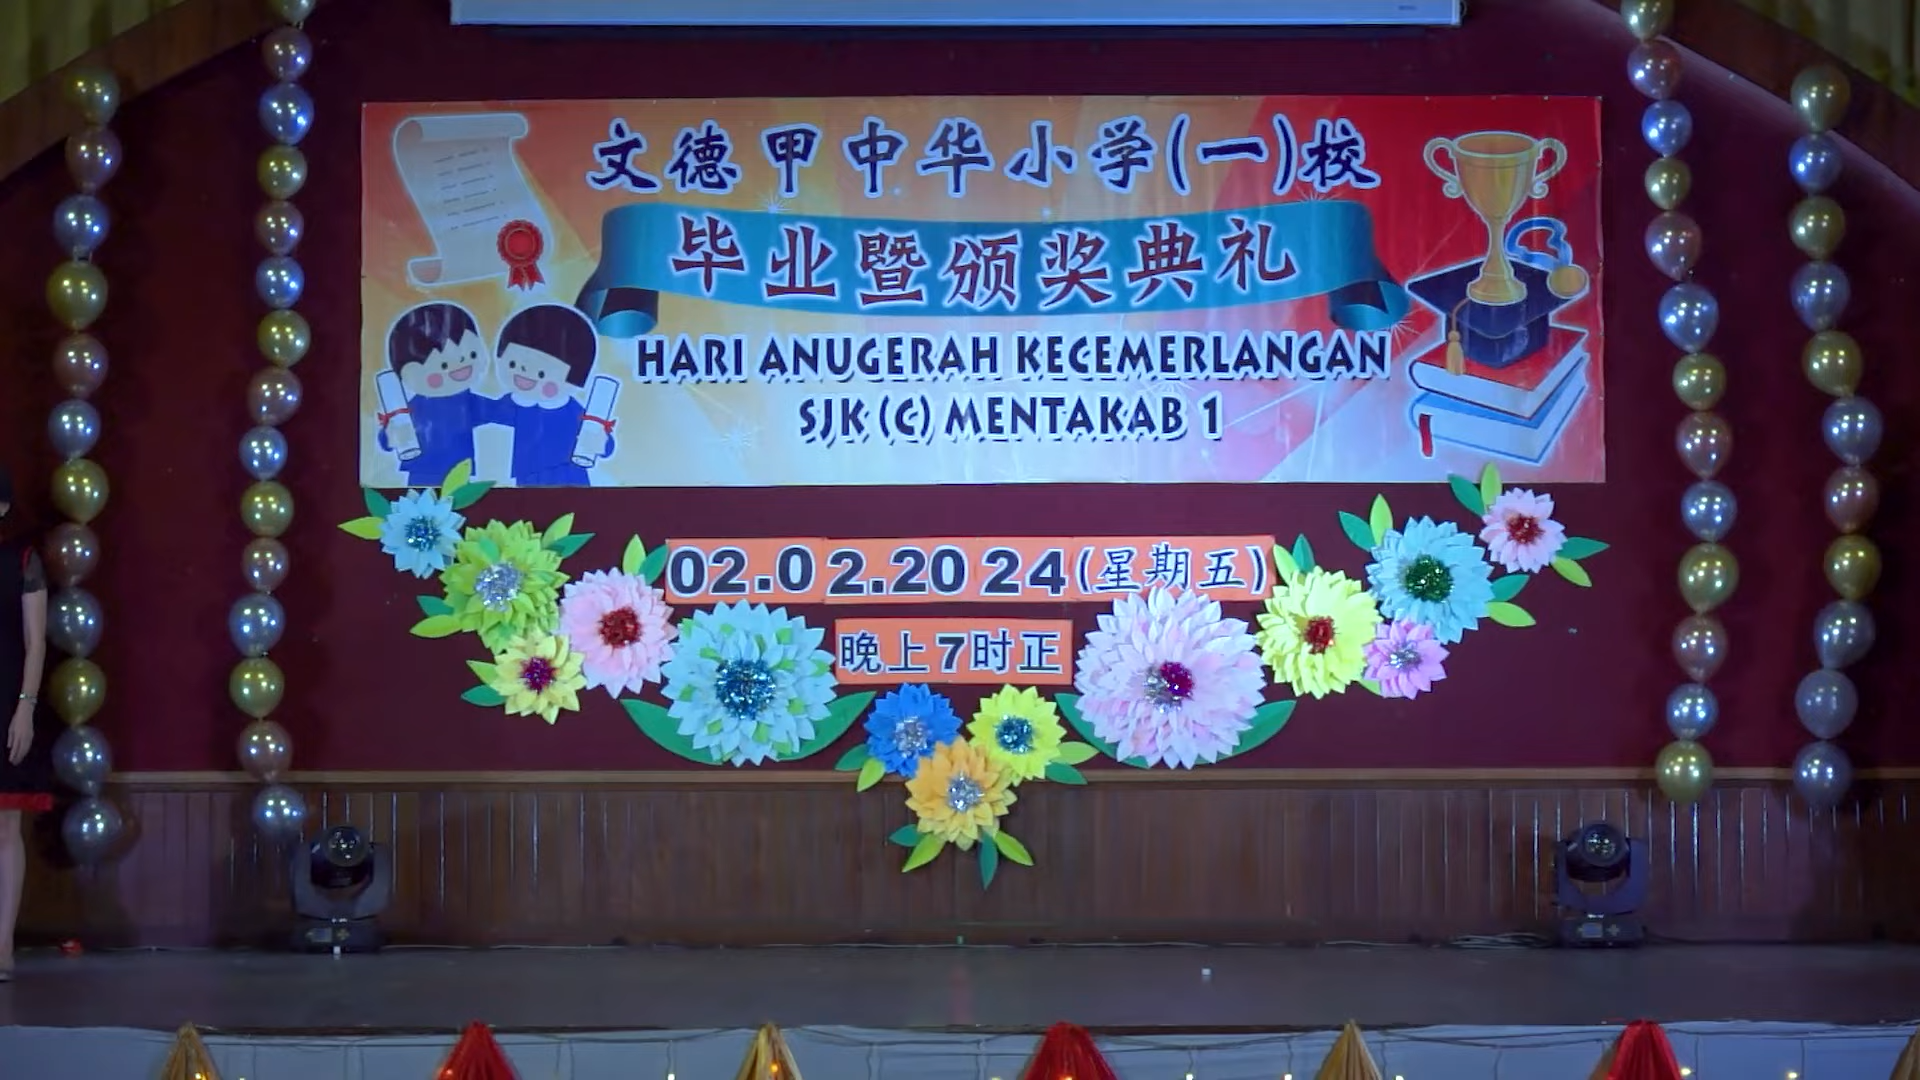 文德甲中华小学(一)校
毕业暨颁奖典礼
HARI ANUGERAH KECEMERLANGAN
SJK (C) MENTAKAB 1
02.02.2024(星期五)
晚上7时正